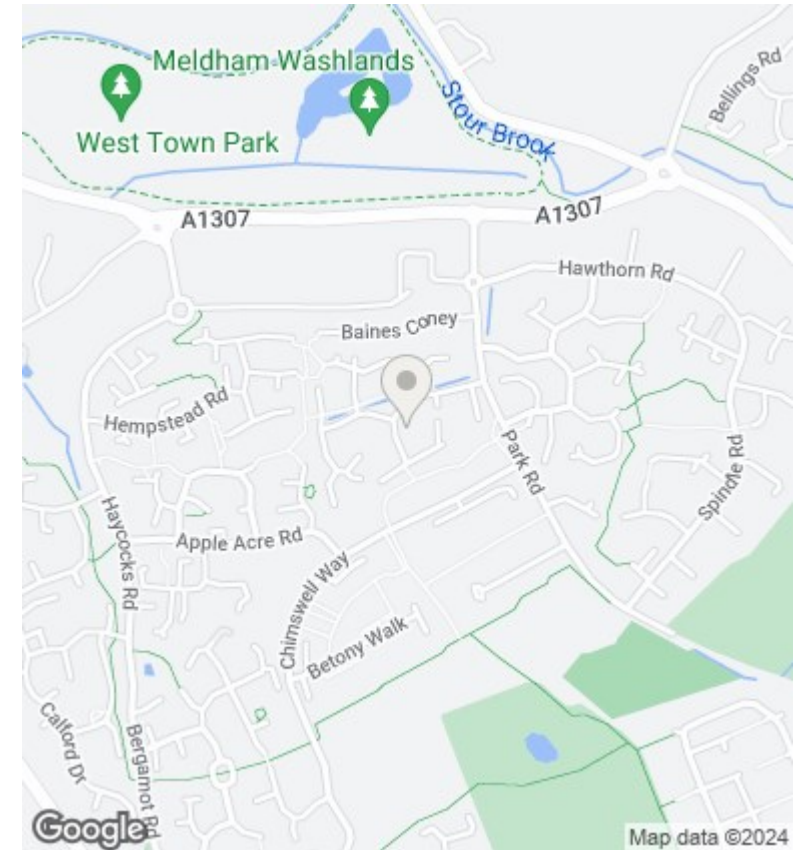 Meldham Washlands
West Town Park
Stour Brook
Bellings Rd
A1307
A1307
Hawthorn Rd
Baines Coney
Hempstead Rd
Park Rd
Spindle Rd
Haycocks Rd
Apple Acre Rd
Chimswell Way
Betony Walk
Calford Dr
Bergamot Rd
Google
Map data ©2024